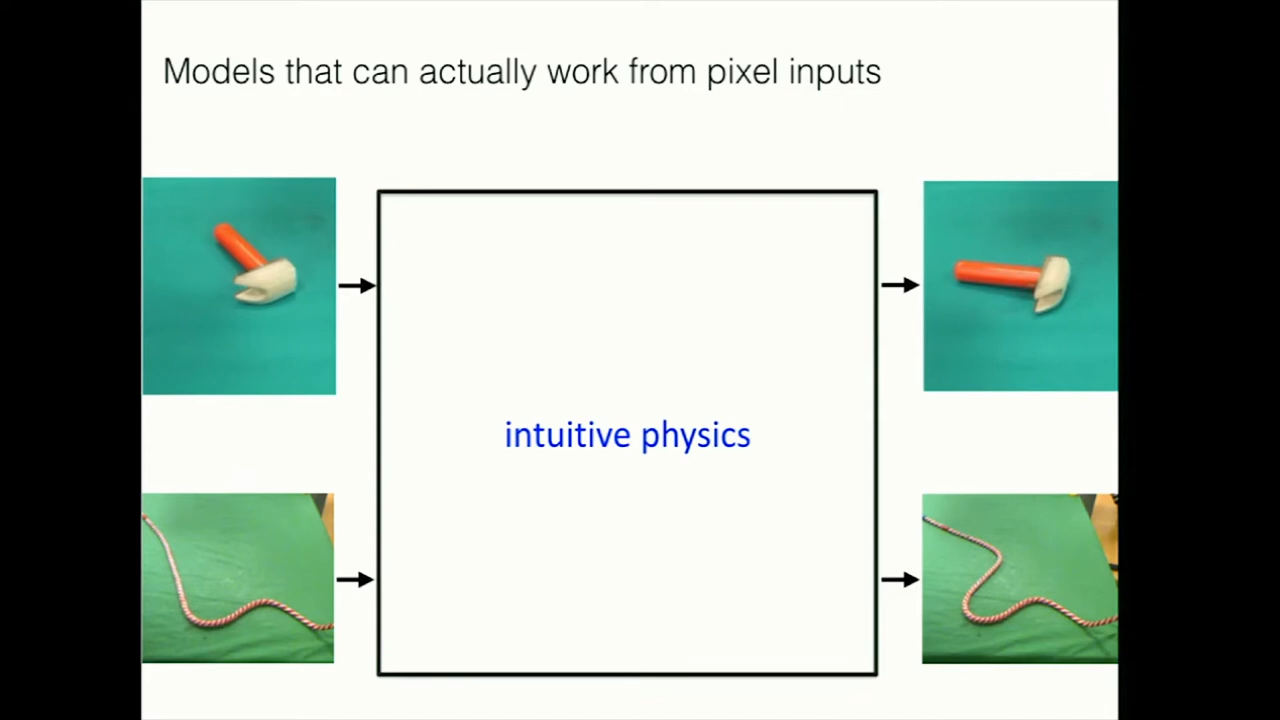 Models that can actually work from pixel inputs
intuitive physics